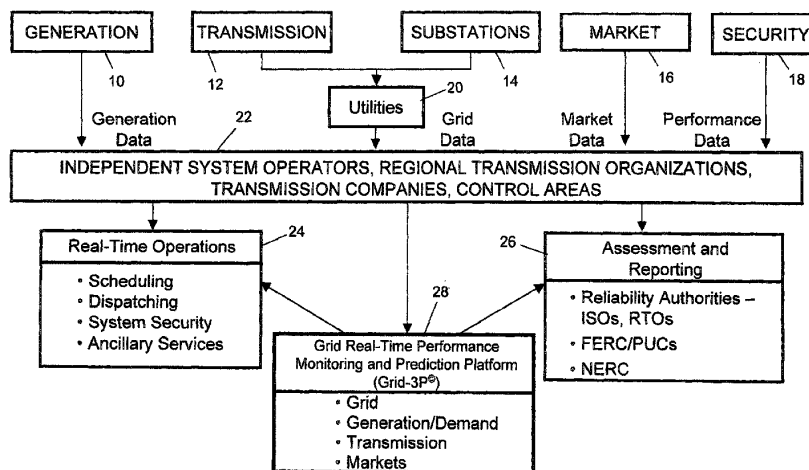 GENERATION
TRANSMISSION
SUBSTATIONS
MARKET
SECURITY
10
12
14
16
18
20
Utilities
22
Generation
Data
Grid
Data
Market
Data
Performance
Data
INDEPENDENT SYSTEM OPERATORS, REGIONAL TRANSMISSION ORGANIZATIONS,
TRANSMISSION COMPANIES, CONTROL AREAS
24
Real-Time Operations
• Scheduling
• Dispatching
• System Security
• Ancillary Services
26
Assessment and
Reporting
• Reliability Authorities –
ISOs, RTOs
• FERC/PUCs
• NERC
28
Grid Real-Time Performance
Monitoring and Prediction Platform
(Grid-3P©)
• Grid
• Generation/Demand
• Transmission
• Markets